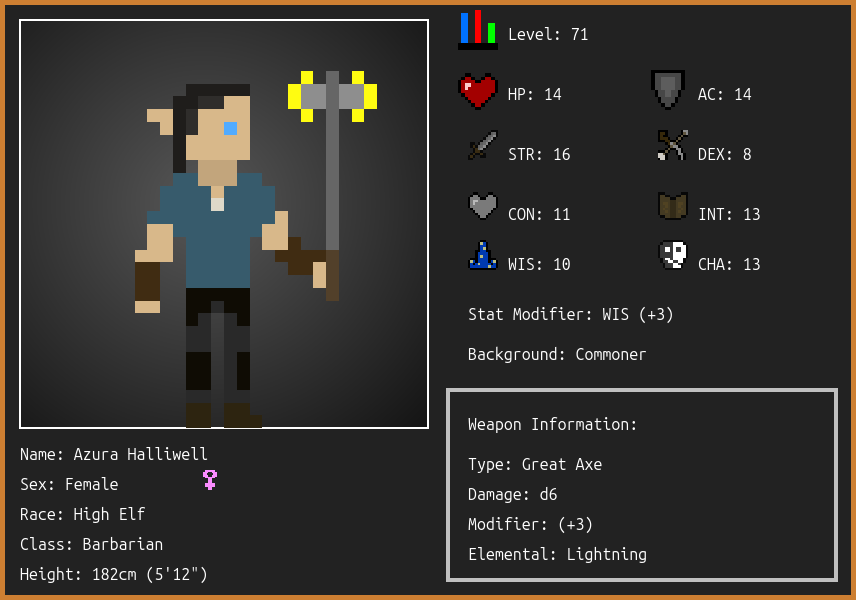 Level: 71
HP: 14
AC: 14
STR: 16
DEX: 8
CON: 11
INT: 13
WIS: 10
CHA: 13
Stat Modifier: WIS (+3)
Background: Commoner
Weapon Information:
Type: Great Axe
Damage: d6
Modifier: (+3)
Elemental: Lightning
Name: Azura Halliwell
Sex: Female
Race: High Elf
Class: Barbarian
Height: 182cm (5'12")